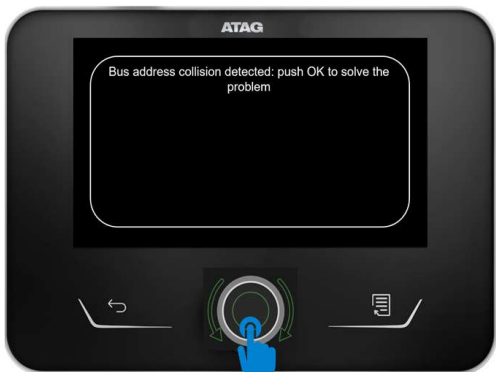 ATAG
Bus address collision detected: push OK to solve the
problem